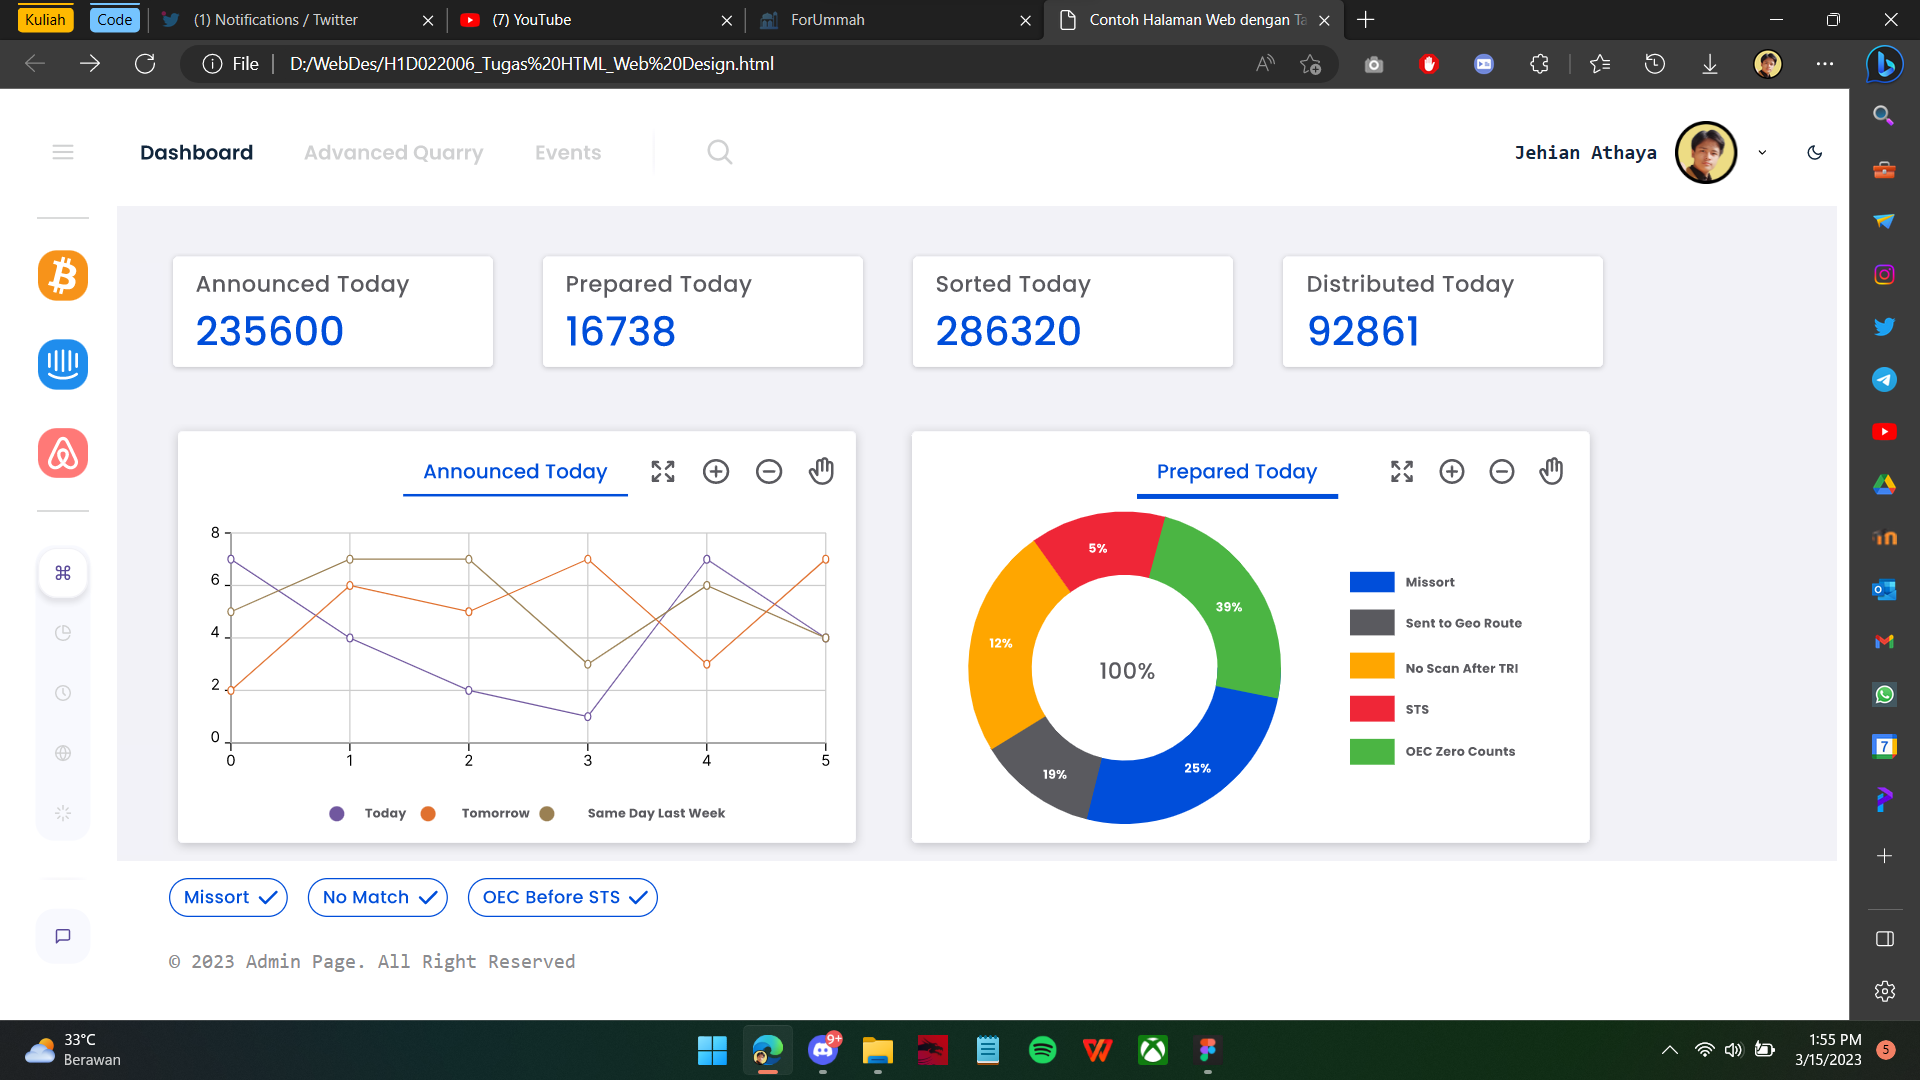 Kuliah Code (1) Notifications / Twitter (7) YouTube ForUmmah Contoh Halaman Web dengan Ta
File D:/WebDes/H1D022006_Tugas%20HTML_Web%20Design.html
Dashboard Advanced Quarry Events Jehian Athaya
Announced Today Prepared Today Sorted Today Distributed Today
235600 16738 286320 92861
Announced Today
8
6
4
2
0
0 1 2 3 4 5
Today Tomorrow Same Day Last Week
Prepared Today
5%
39%
12%
100%
19%
25%
Missort
Sent to Geo Route
No Scan After TRI
STS
OEC Zero Counts
Missort No Match OEC Before STS
© 2023 Admin Page. All Right Reserved
7
33°C
Berawan
9+
1:55 PM
3/15/2023
5